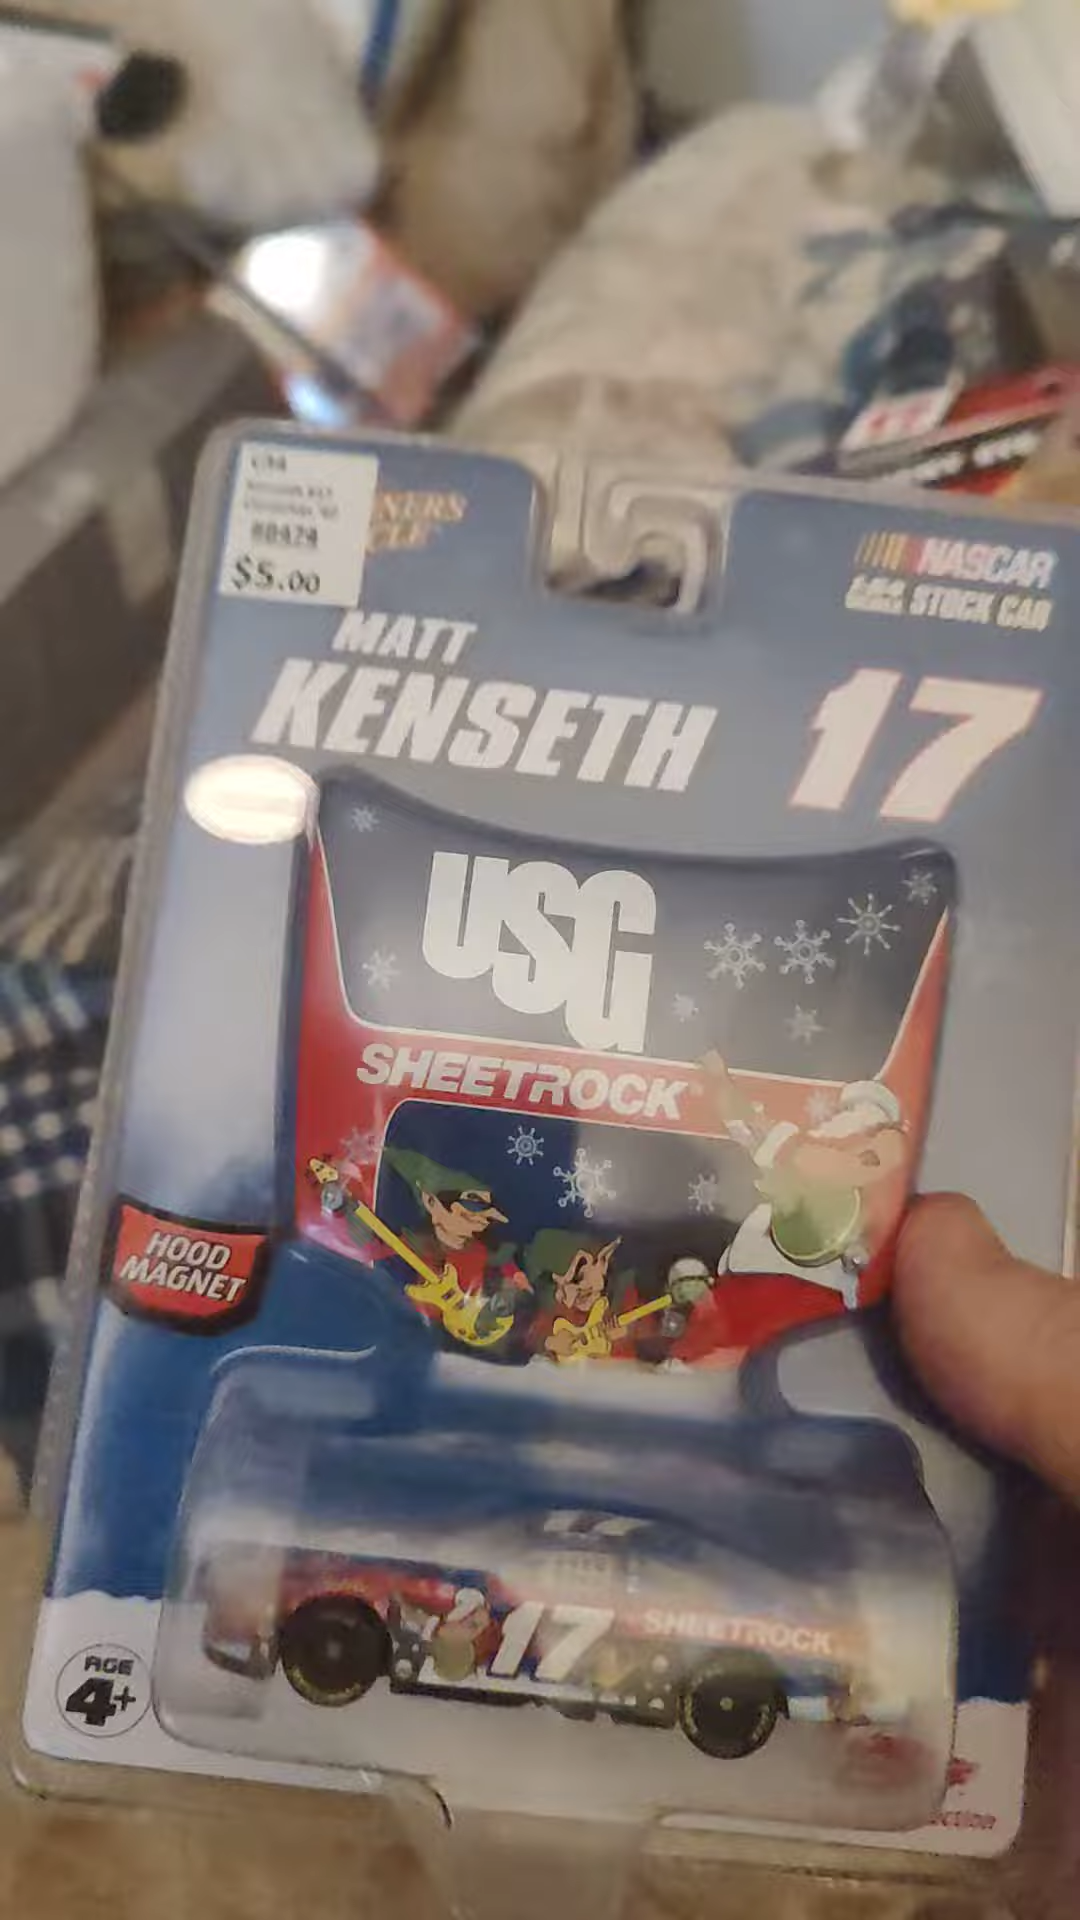 $5.00
NASCAR
STOCK CAR
MATT
KENSETH
17
USG
SHEETROCK
HOOD
MAGNET
17
SHEETROCK
AGE
4+